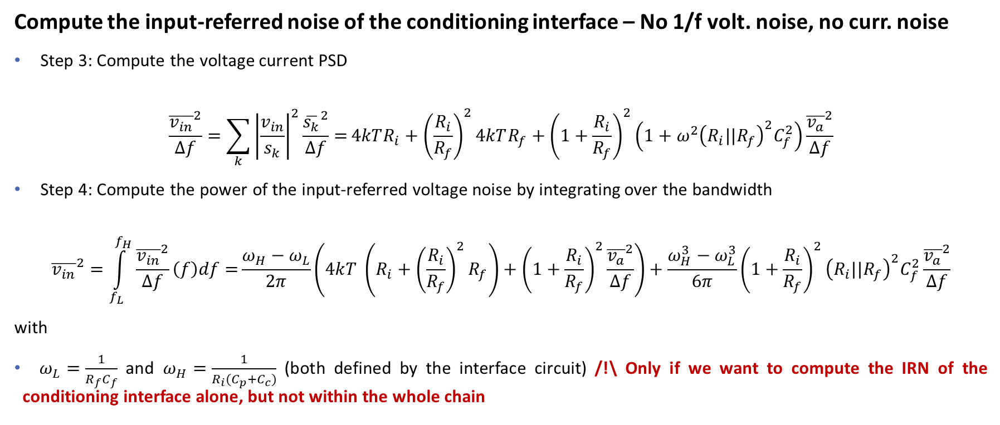 Compute the input-referred noise of the conditioning interface – No 1/f volt. noise, no curr. noise
• Step 3: Compute the voltage current PSD
$\frac{\overline{v_{in}}^2}{\Delta f} = \sum_k \left|\frac{v_{in}}{s_k}\right|^2 \frac{\overline{s_k}^2}{\Delta f} = 4kTR_i + \left(\frac{R_i}{R_f}\right)^2 4kTR_f + \left(1 + \frac{R_i}{R_f}\right)^2 \left(1 + \omega^2 (R_i||R_f)^2 C_f^2\right) \frac{\overline{v_a}^2}{\Delta f}$
• Step 4: Compute the power of the input-referred voltage noise by integrating over the bandwidth
$\overline{v_{in}}^2 = \int_{f_L}^{f_H} \frac{\overline{v_{in}}^2}{\Delta f}(f)df = \frac{\omega_H - \omega_L}{2\pi} \left(4kT \left(R_i + \left(\frac{R_i}{R_f}\right)^2 R_f\right) + \left(1 + \frac{R_i}{R_f}\right)^2 \frac{\overline{v_a}^2}{\Delta f}\right) + \frac{\omega_H^3 - \omega_L^3}{6\pi} \left(1 + \frac{R_i}{R_f}\right)^2 (R_i||R_f)^2 C_f^2 \frac{\overline{v_a}^2}{\Delta f}$
with
• $\omega_L = \frac{1}{R_f C_f}$ and $\omega_H = \frac{1}{R_i(C_p+C_c)}$ (both defined by the interface circuit) /!\ Only if we want to compute the IRN of the
conditioning interface alone, but not within the whole chain